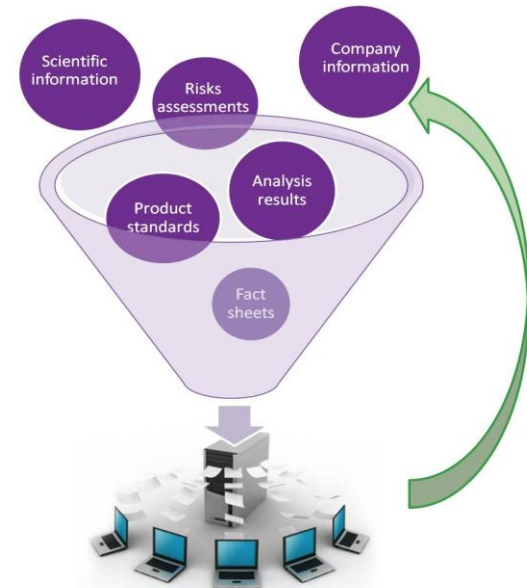 Scientific
information
Company
information
Risks
assessments
Analysis
results
Product
standards
Fact
sheets